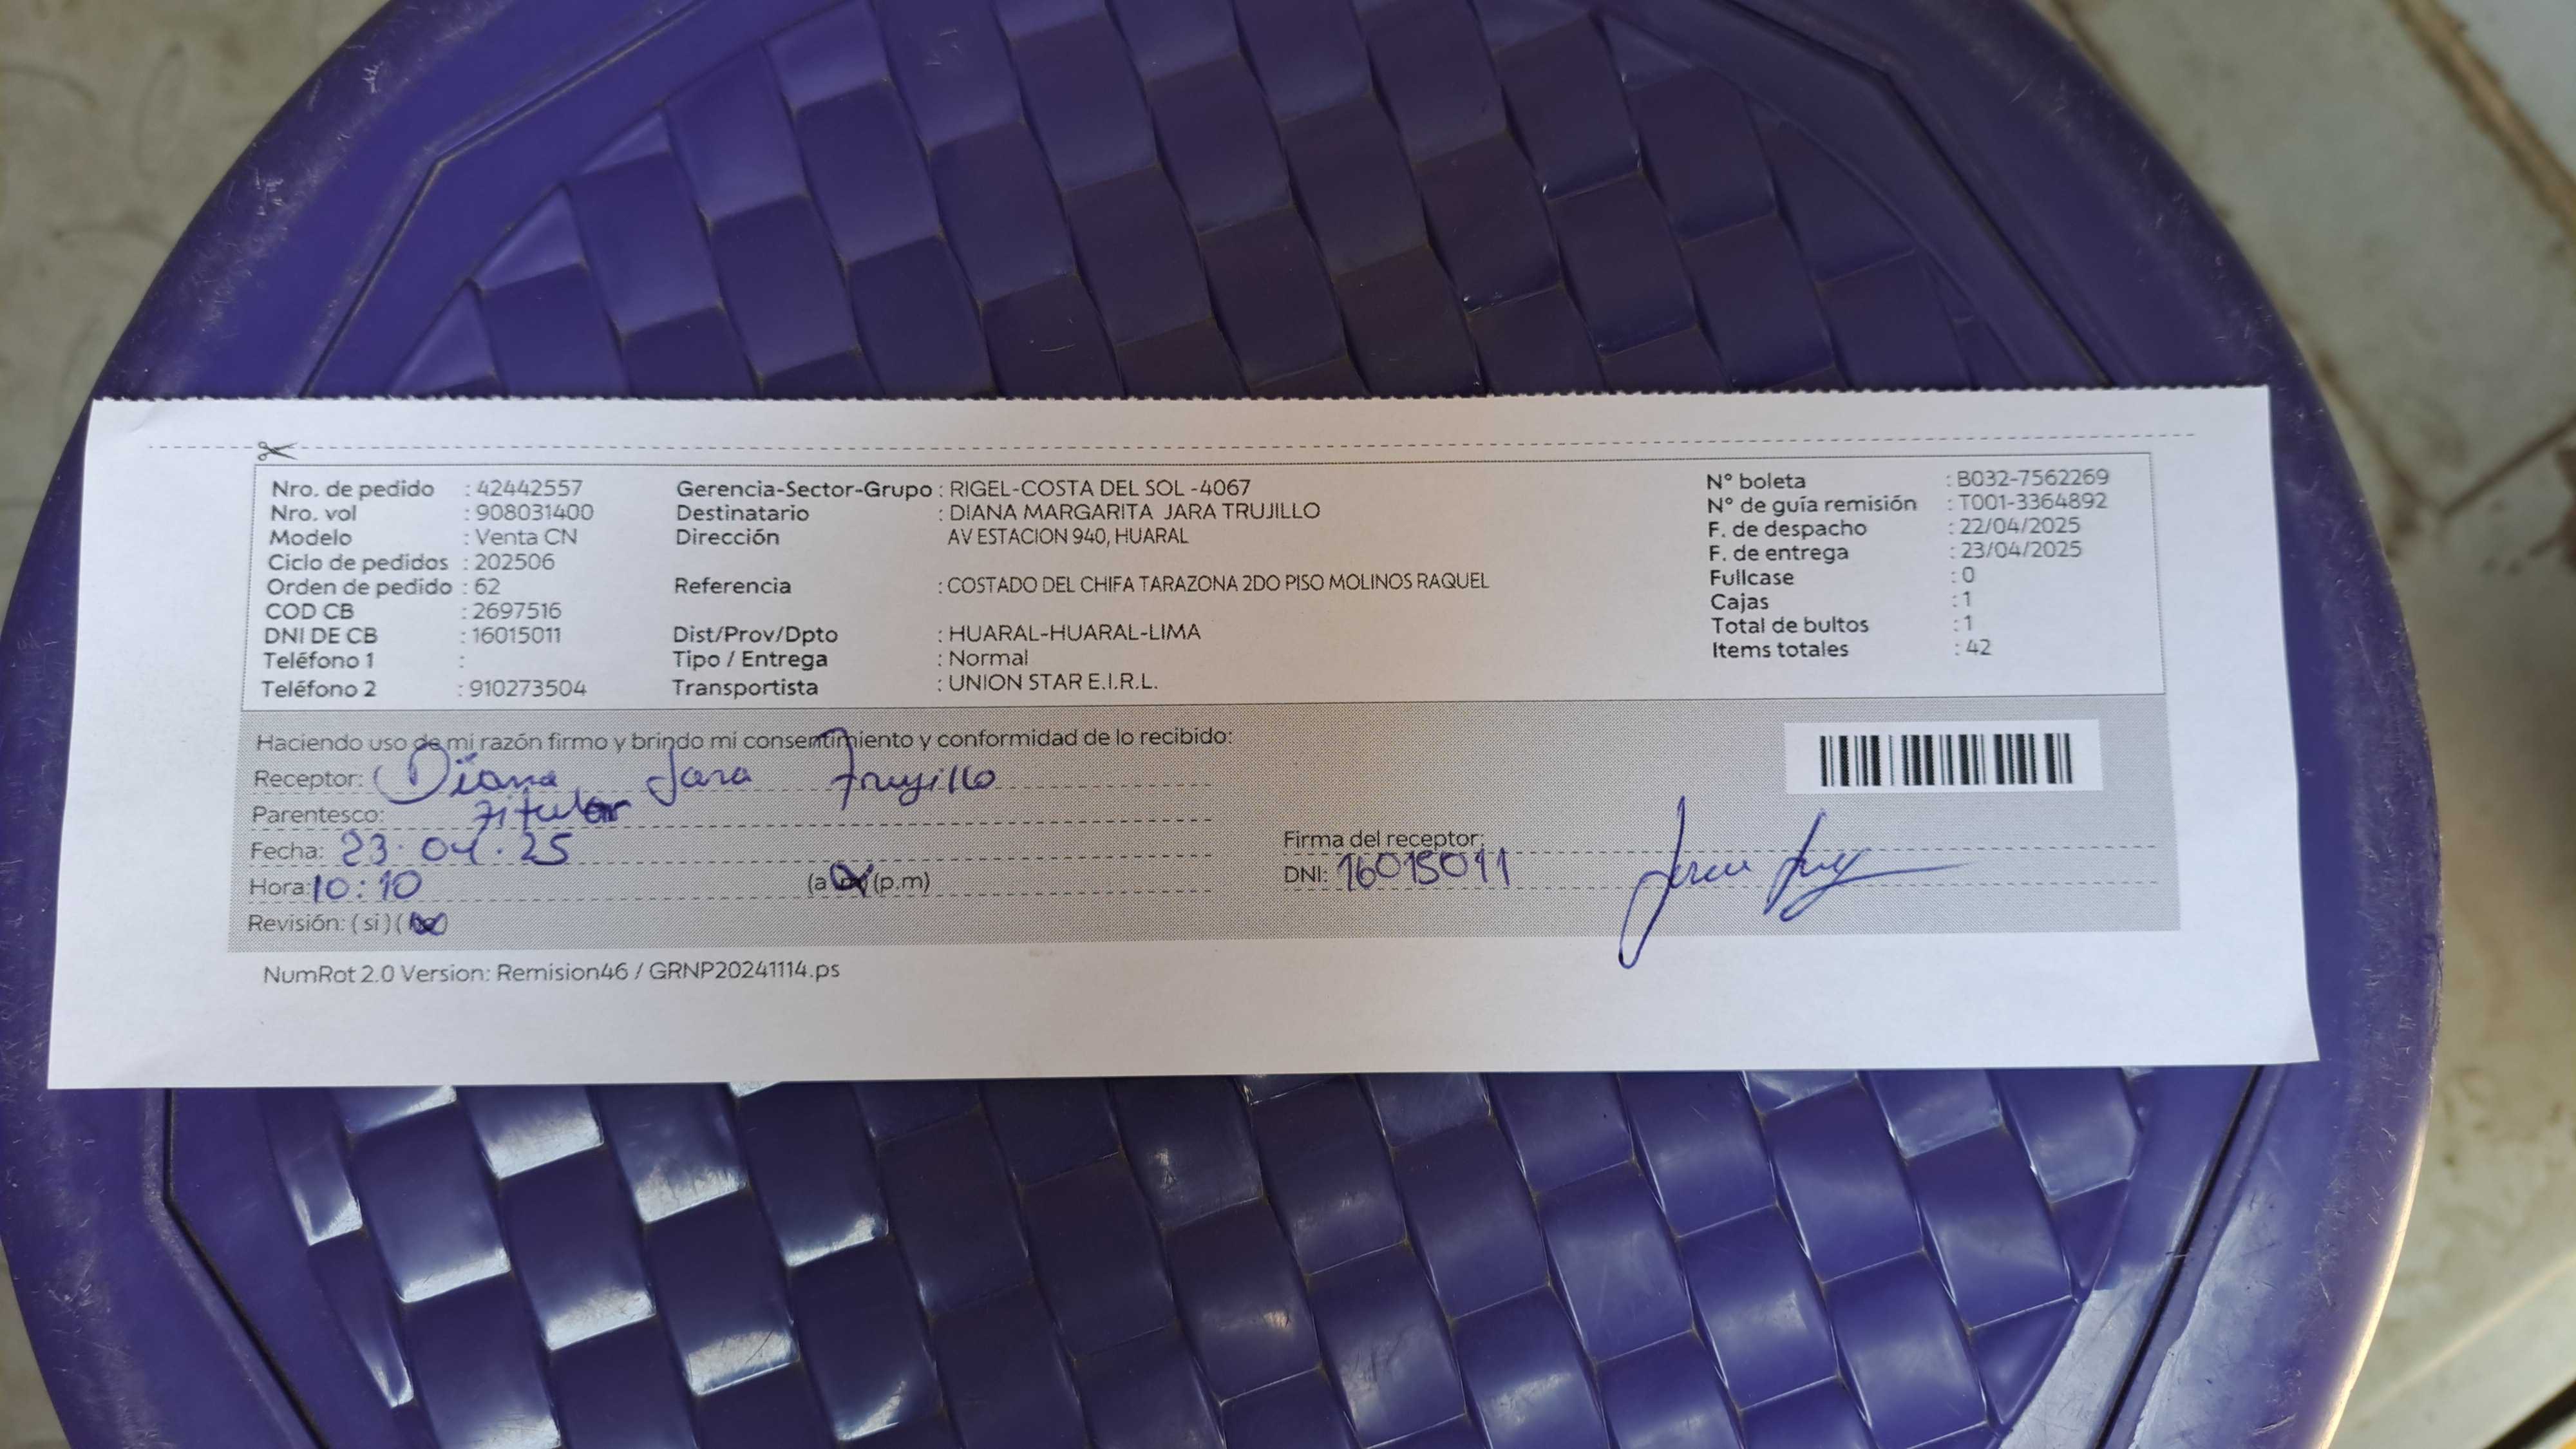 Nro. de pedido : 42442557 Gerencia-Sector-Grupo : RIGEL-COSTA DEL SOL -4067 N° boleta : B032-7562269
Nro. vol : 908031400 Destinatario : DIANA MARGARITA JARA TRUJILLO N° de guía remisión : T001-3364892
Modelo : Venta CN Dirección AV ESTACION 940, HUARAL F. de despacho : 22/04/2025
Ciclo de pedidos : 202506 F. de entrega : 23/04/2025
Orden de pedido : 62 Referencia : COSTADO DEL CHIFA TARAZONA 2DO PISO MOLINOS RAQUEL Fullcase : 0
COD CB : 2697516 Cajas : 1
DNI DE CB : 16015011 Dist/Prov/Dpto : HUARAL-HUARAL-LIMA Total de bultos : 1
Teléfono 1 : Tipo / Entrega : Normal Items totales : 42
Teléfono 2 : 910273504 Transportista : UNION STAR E.I.R.L.
Haciendo uso de mi razón firmo y brindo mi consentimiento y conformidad de lo recibido:
Receptor: Diana Jara Trujillo
Parentesco: Titular
Fecha: 23.04.25 Firma del receptor:
Hora: 10:10 (a.m) (p.m) DNI: 16015011
Revisión: (si) (no)
NumRot 2.0 Version: Remision46 / GRNP20241114.ps